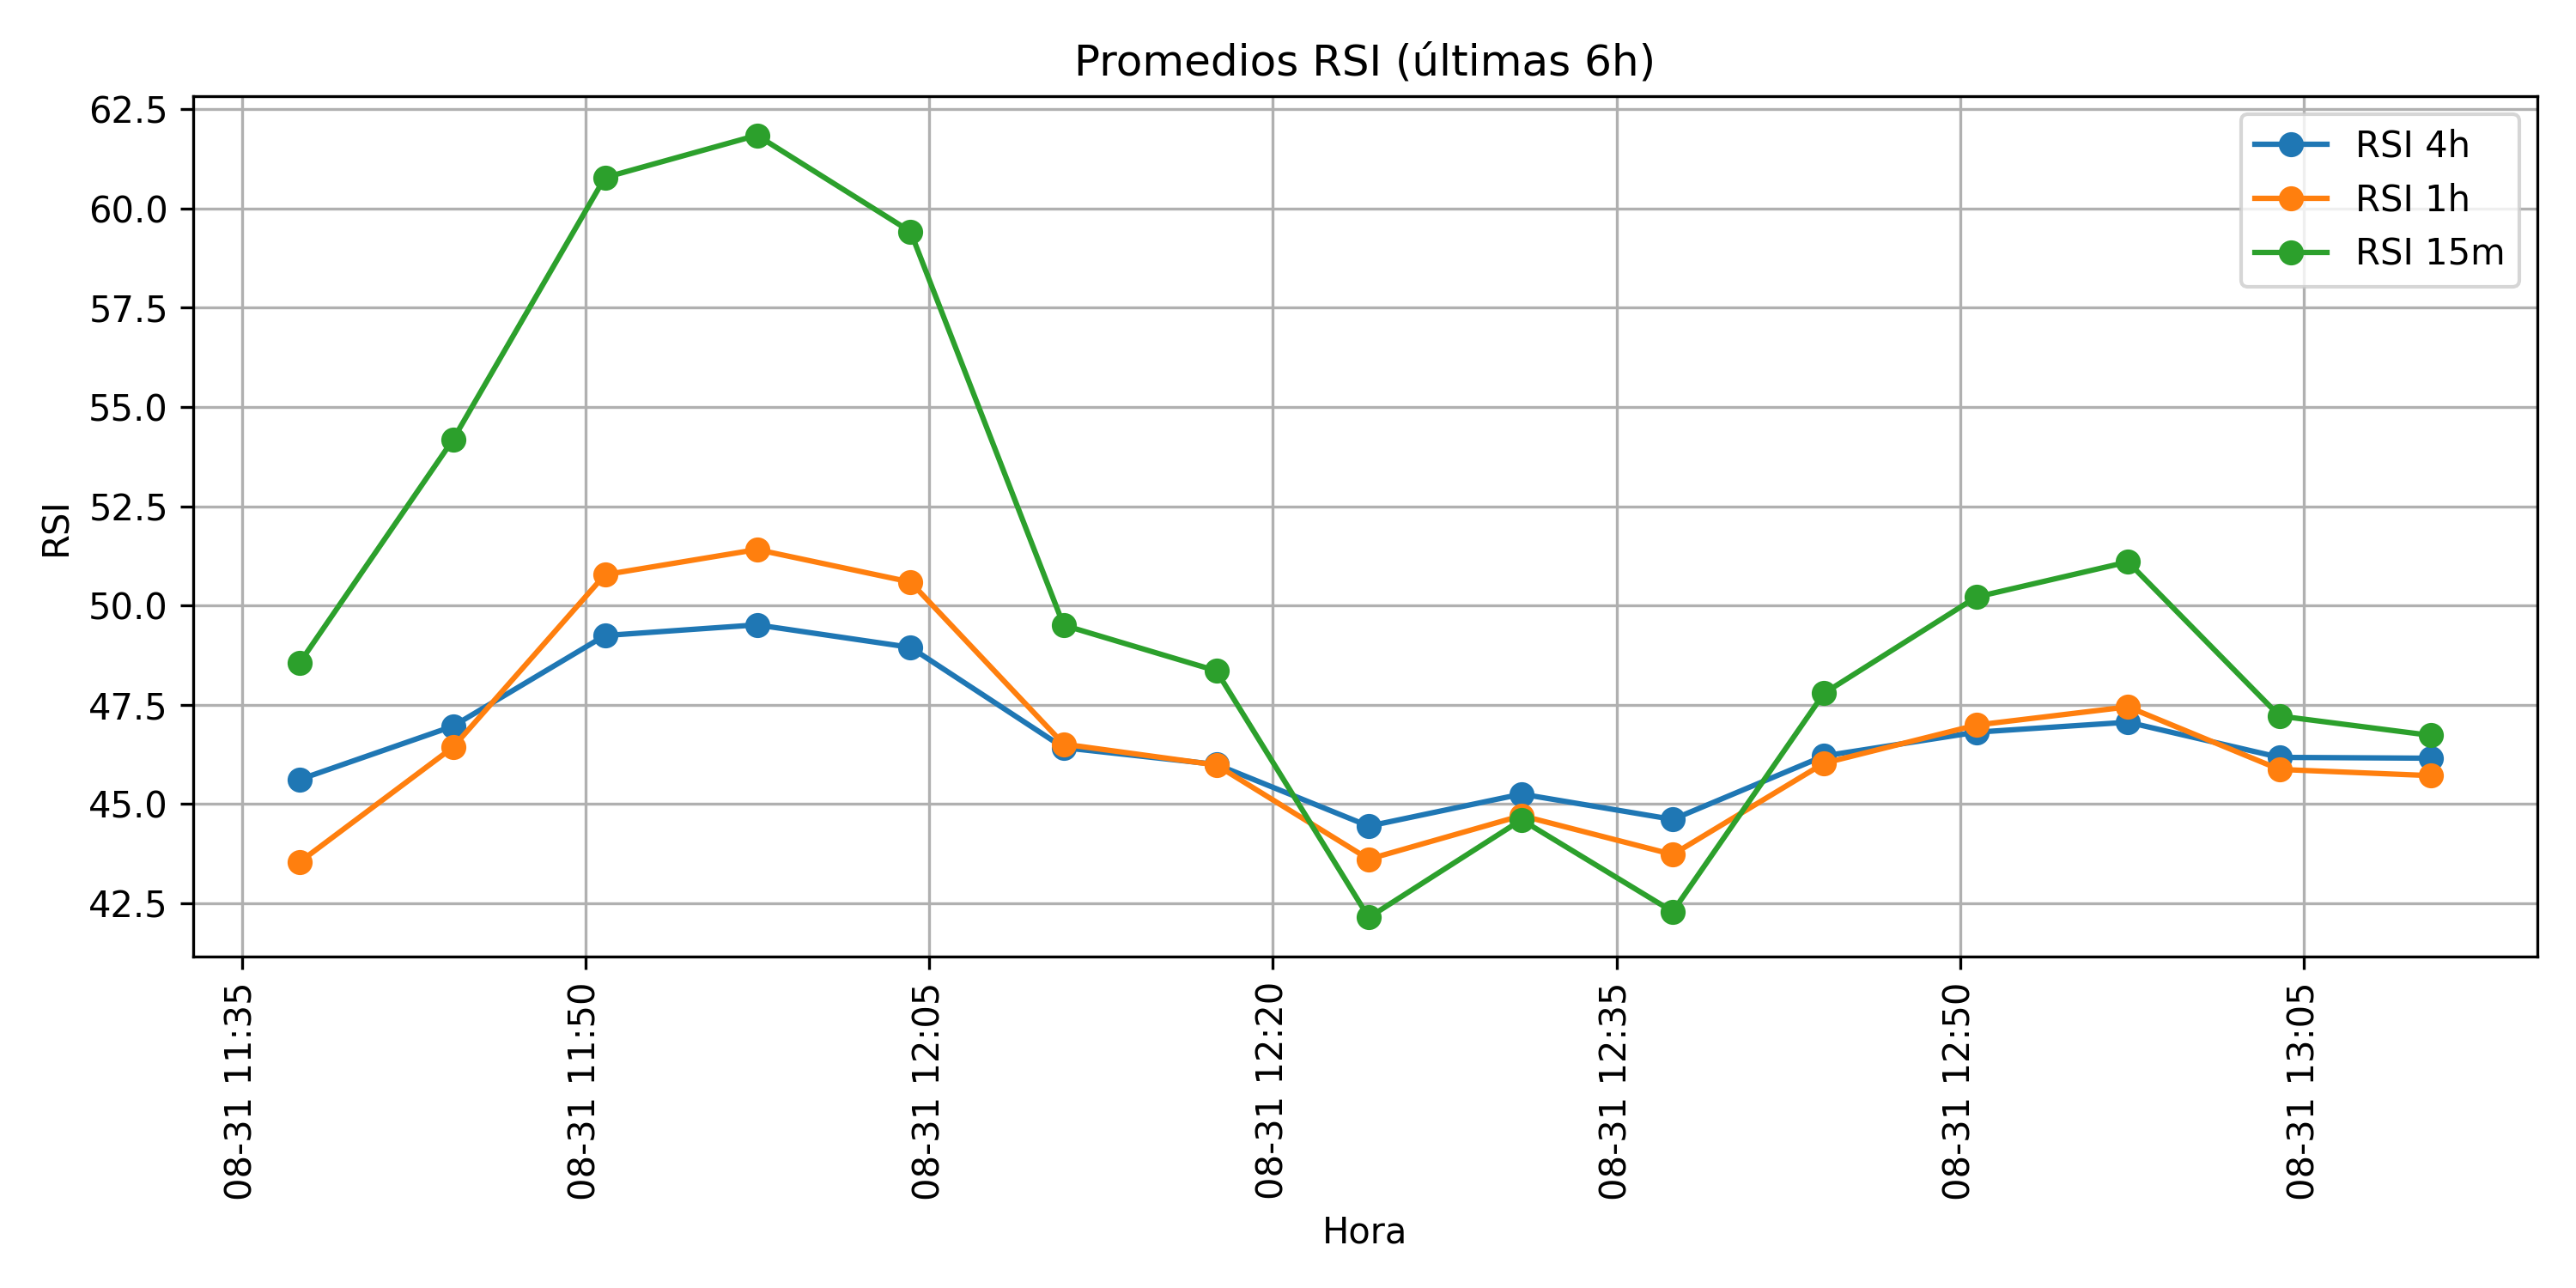 Promedios RSI (últimas 6h)
RSI 4h
RSI 1h
RSI 15m
RSI
62.5
60.0
57.5
55.0
52.5
50.0
47.5
45.0
42.5
08-31 11:35
08-31 11:50
08-31 12:05
08-31 12:20
08-31 12:35
08-31 12:50
08-31 13:05
Hora